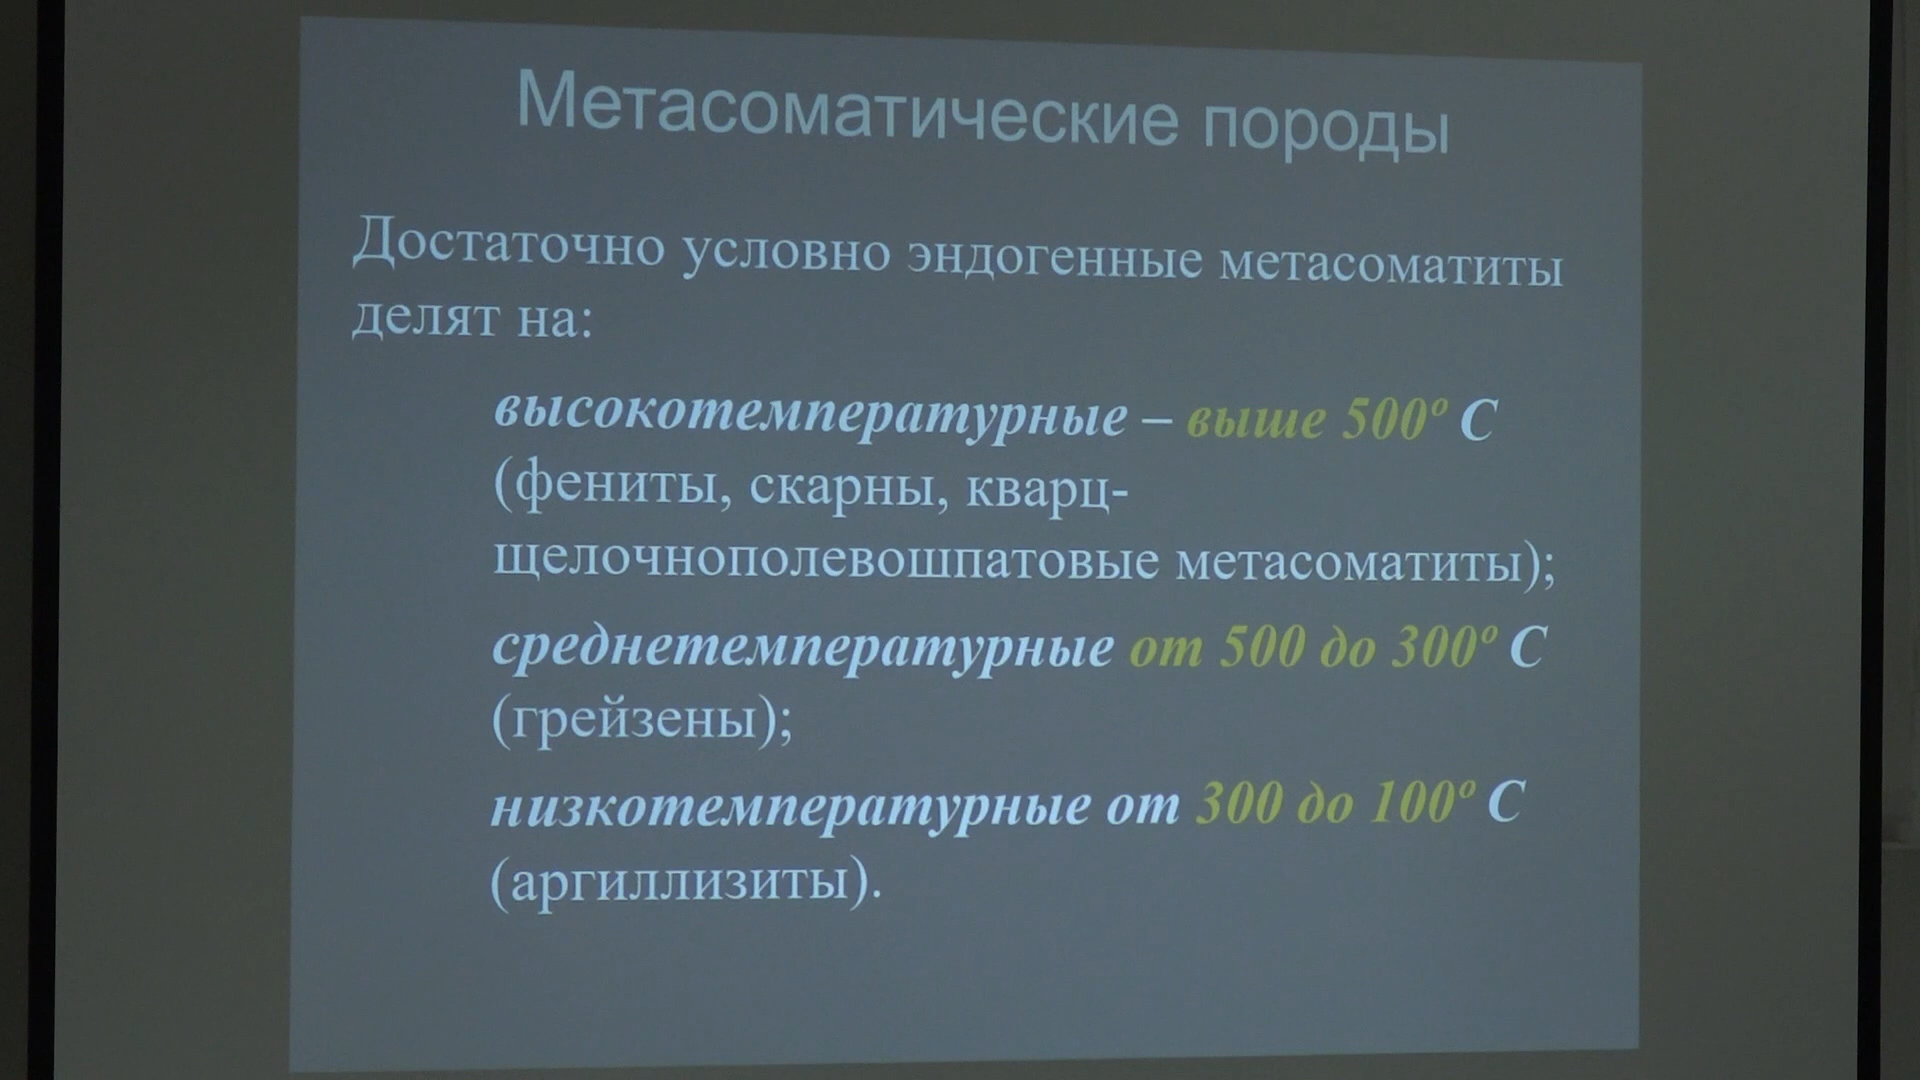 Метасоматические породы
Достаточно условно эндогенные метасоматиты
делят на:
высокотемпературные – выше 500º С
(фениты, скарны, кварц-
щелочнополевошпатовые метасоматиты);
среднетемпературные от 500 до 300º С
(грейзены);
низкотемпературные от 300 до 100º С
(аргиллизиты).